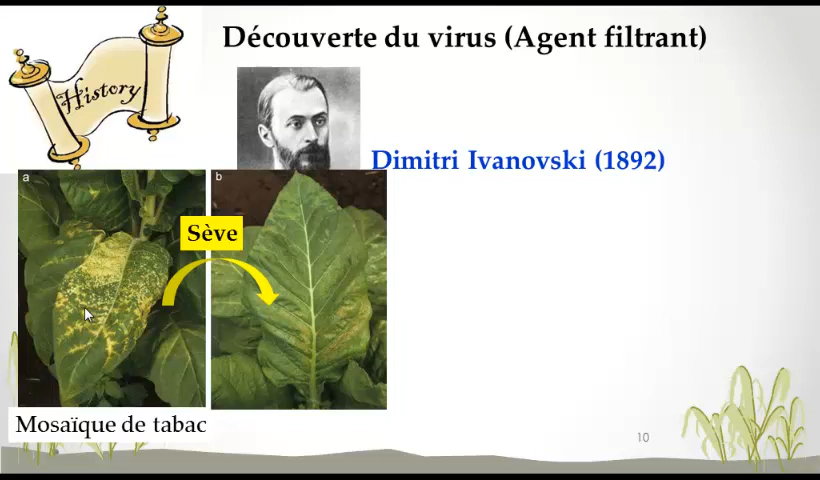 History
Découverte du virus (Agent filtrant)
Dimitri Ivanovski (1892)
a
b
Sève
Mosaïque de tabac
10